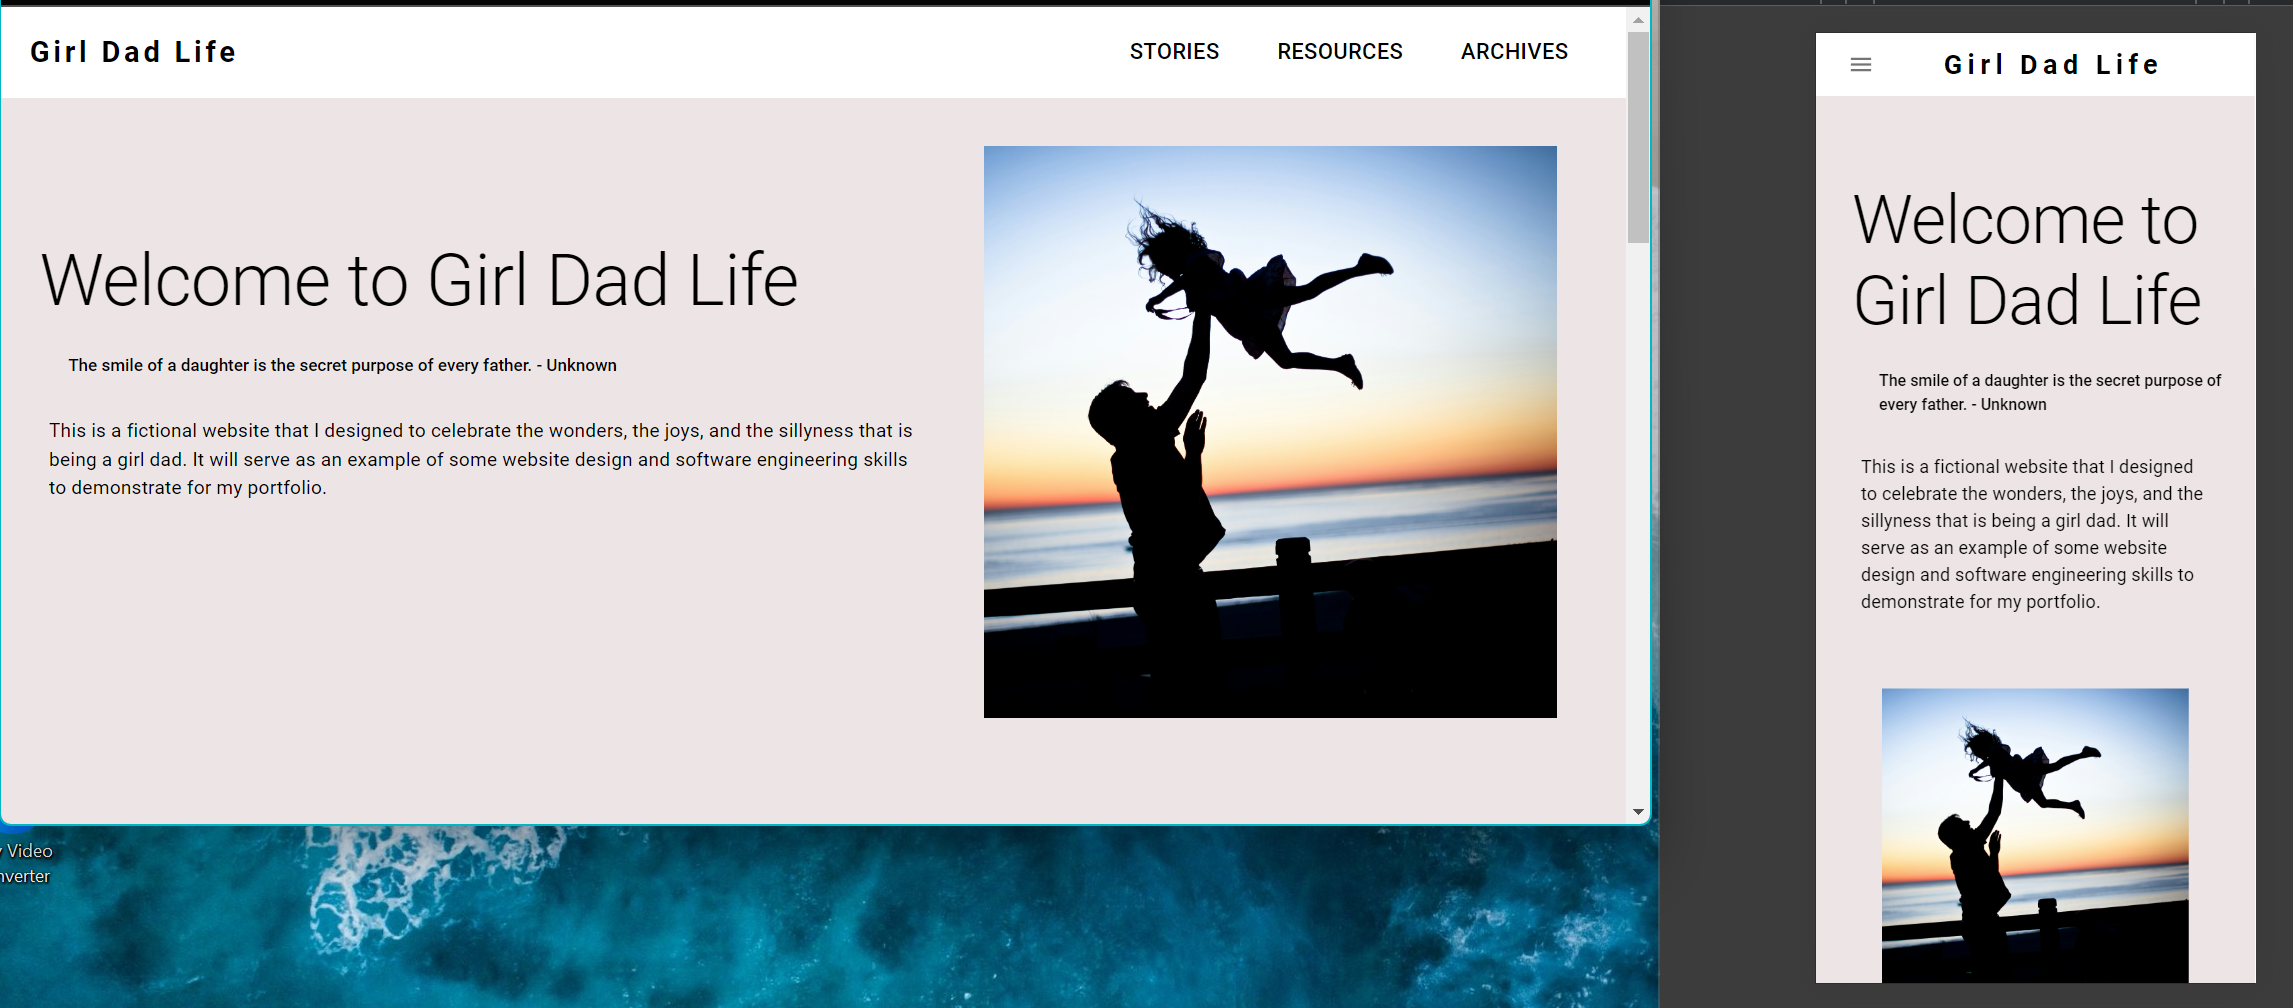 Girl Dad Life
STORIES RESOURCES ARCHIVES
Welcome to Girl Dad Life
The smile of a daughter is the secret purpose of every father. - Unknown
This is a fictional website that I designed to celebrate the wonders, the joys, and the sillyness that is
being a girl dad. It will serve as an example of some website design and software engineering skills
to demonstrate for my portfolio.
Video
Girl Dad Life
Welcome to
Girl Dad Life
The smile of a daughter is the secret purpose of
every father. - Unknown
This is a fictional website that I designed
to celebrate the wonders, the joys, and the
sillyness that is being a girl dad. It will
serve as an example of some website
design and software engineering skills to
demonstrate for my portfolio.